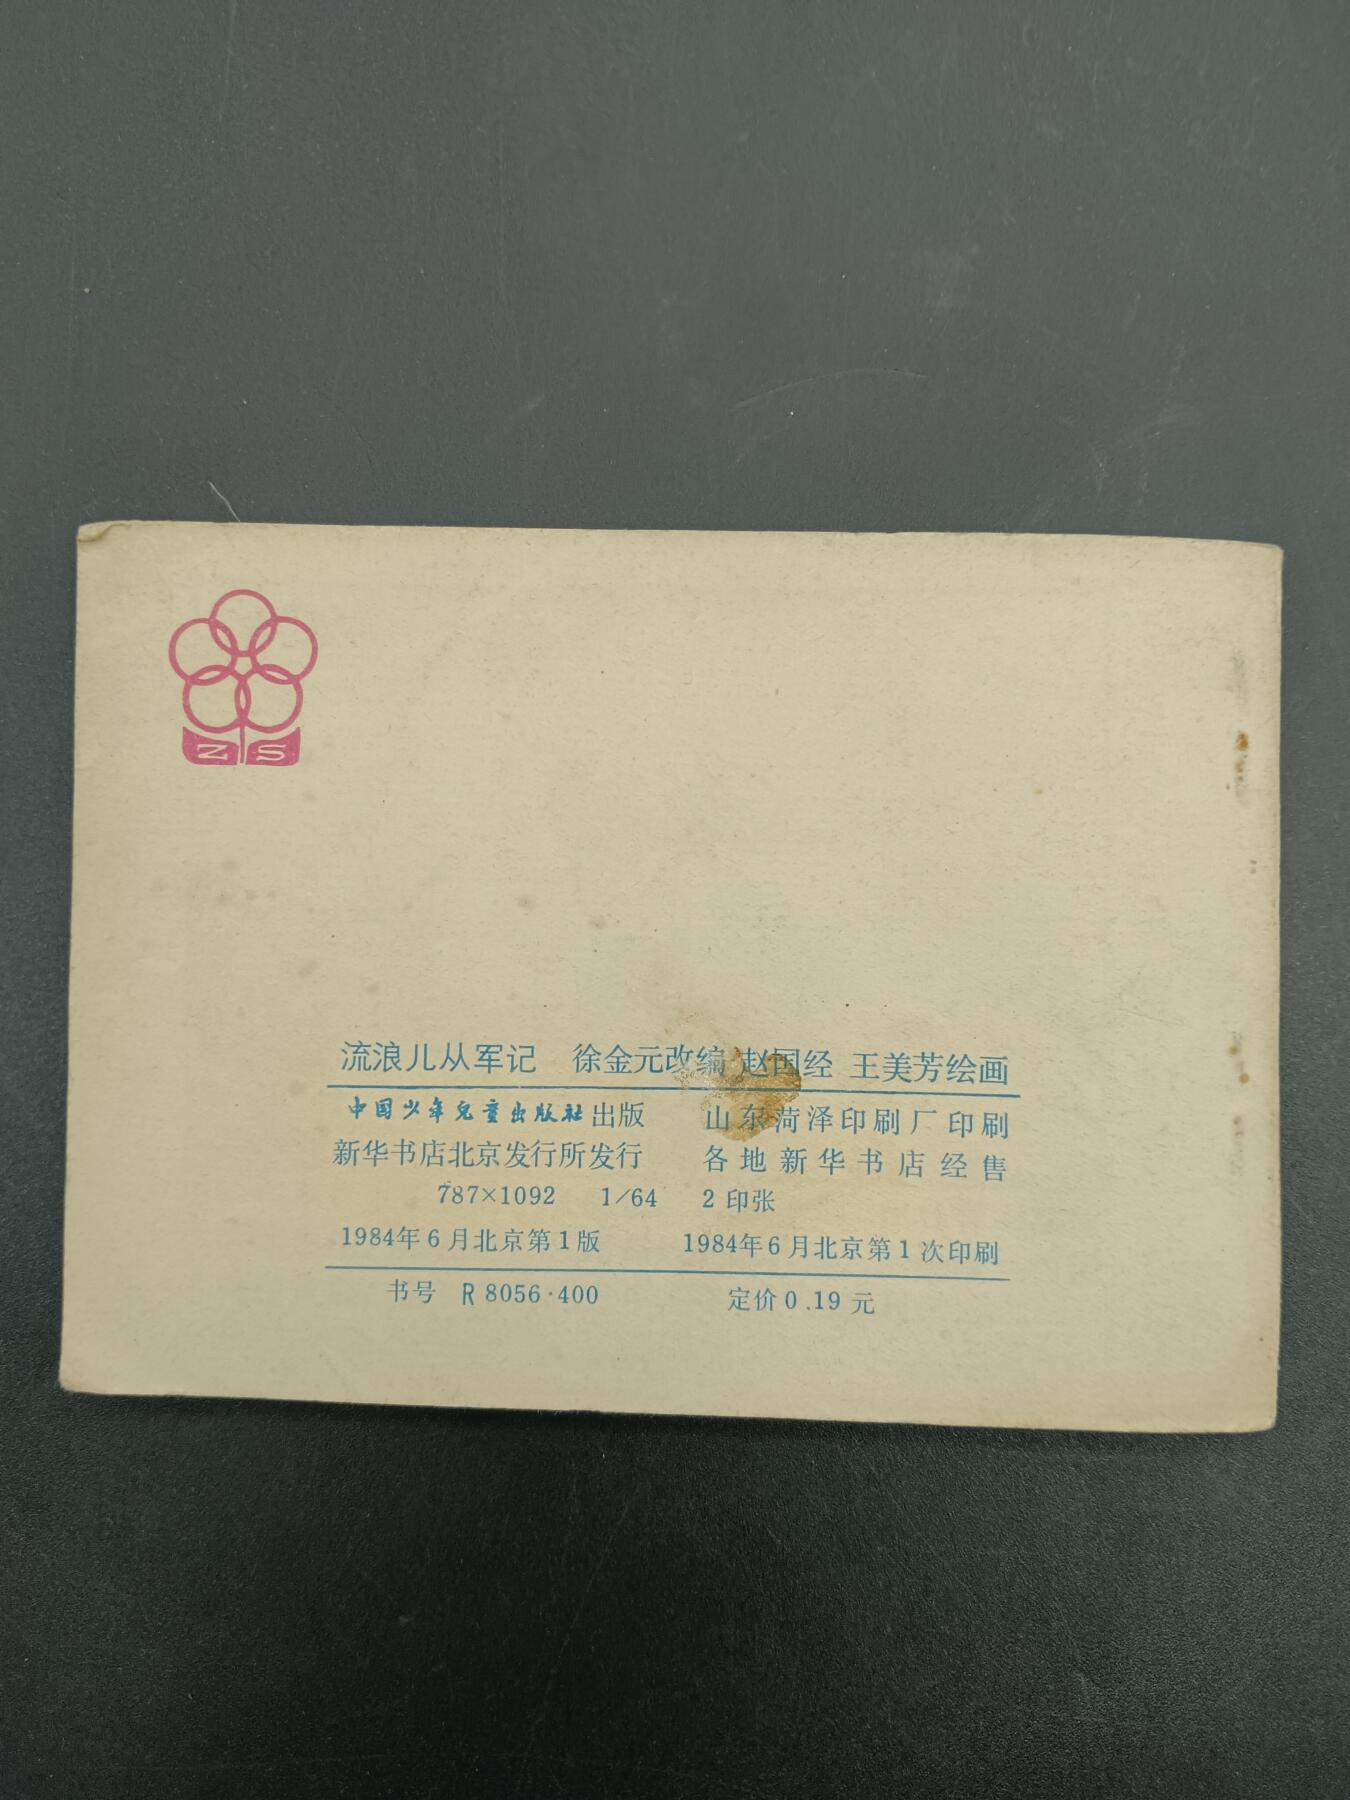 Z S
流浪儿从军记 徐金元改编 赵国经 王美芳绘画
中国少年儿童出版社出版 山东菏泽印刷厂印刷
新华书店北京发行所发行 各地新华书店经售
787×1092 1/64 2印张
1984年6月北京第1版 1984年6月北京第1次印刷
书号 R 8056·400 定价0.19元